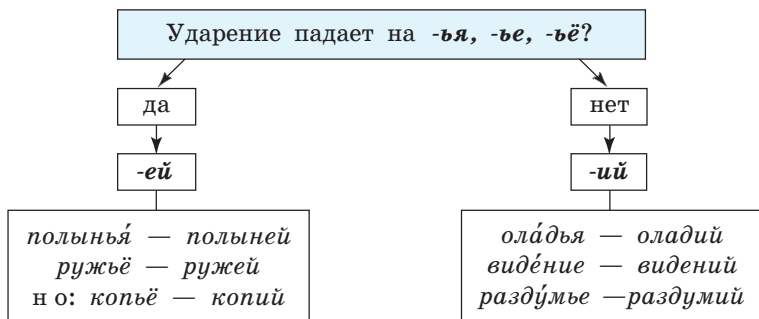 Ударение падает на -ья, -ье, -ьё?
да
нет
-ей
-ий
полынья́ — полыней
ружьё — ружей
н о: копьё — копий
ола́дья — оладий
виде́ние — видений
разду́мье —раздумий